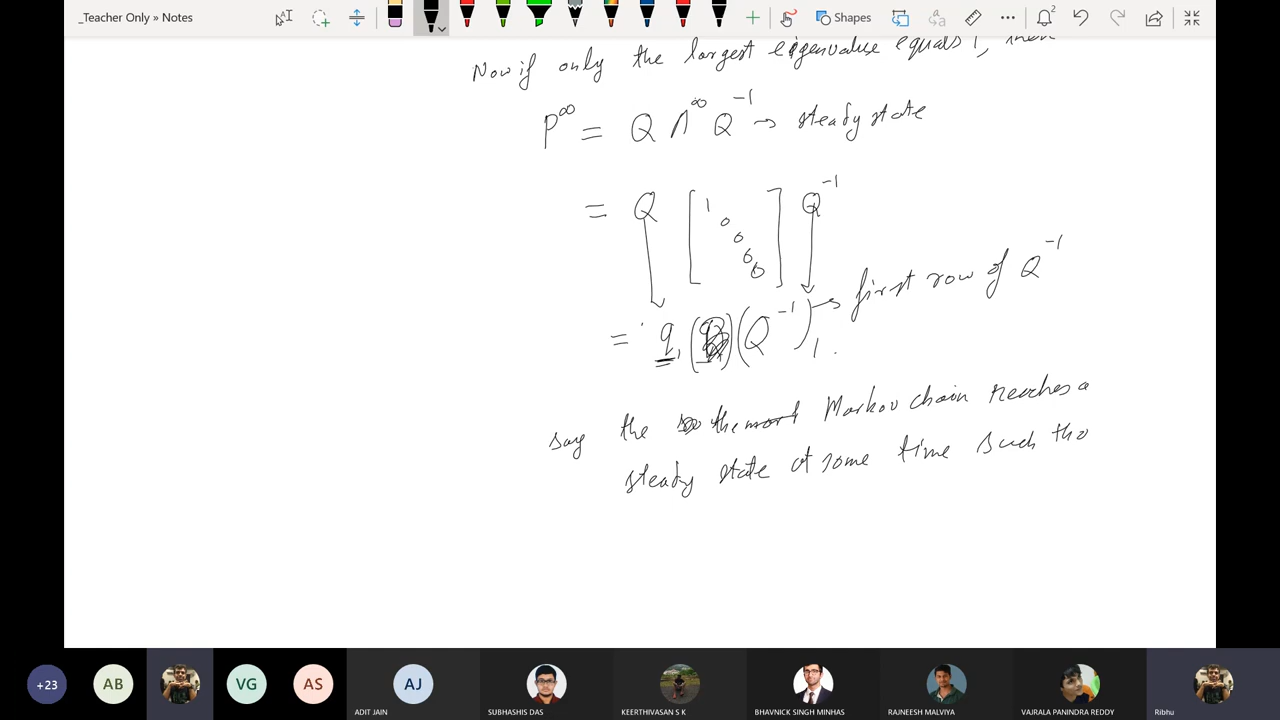 _Teacher Only » Notes
Shapes
2
Now if only the largest eigenvalue equals 1, then
P^∞ = Q Λ^∞ Q^-1 → steady state
= Q [1 0 0 0 0] Q^-1
= q1 (Q^-1)1 → first row of Q^-1
say the Markov chain reaches a
steady state at some time such tha
+23
AB
VG
AS
AJ
ADIT JAIN
SUBHASHIS DAS
KEERTHIVASAN S K
BHAVNICK SINGH MINHAS
RAJNEESH MALVIYA
VAJRALA PANINDRA REDDY
Ribhu